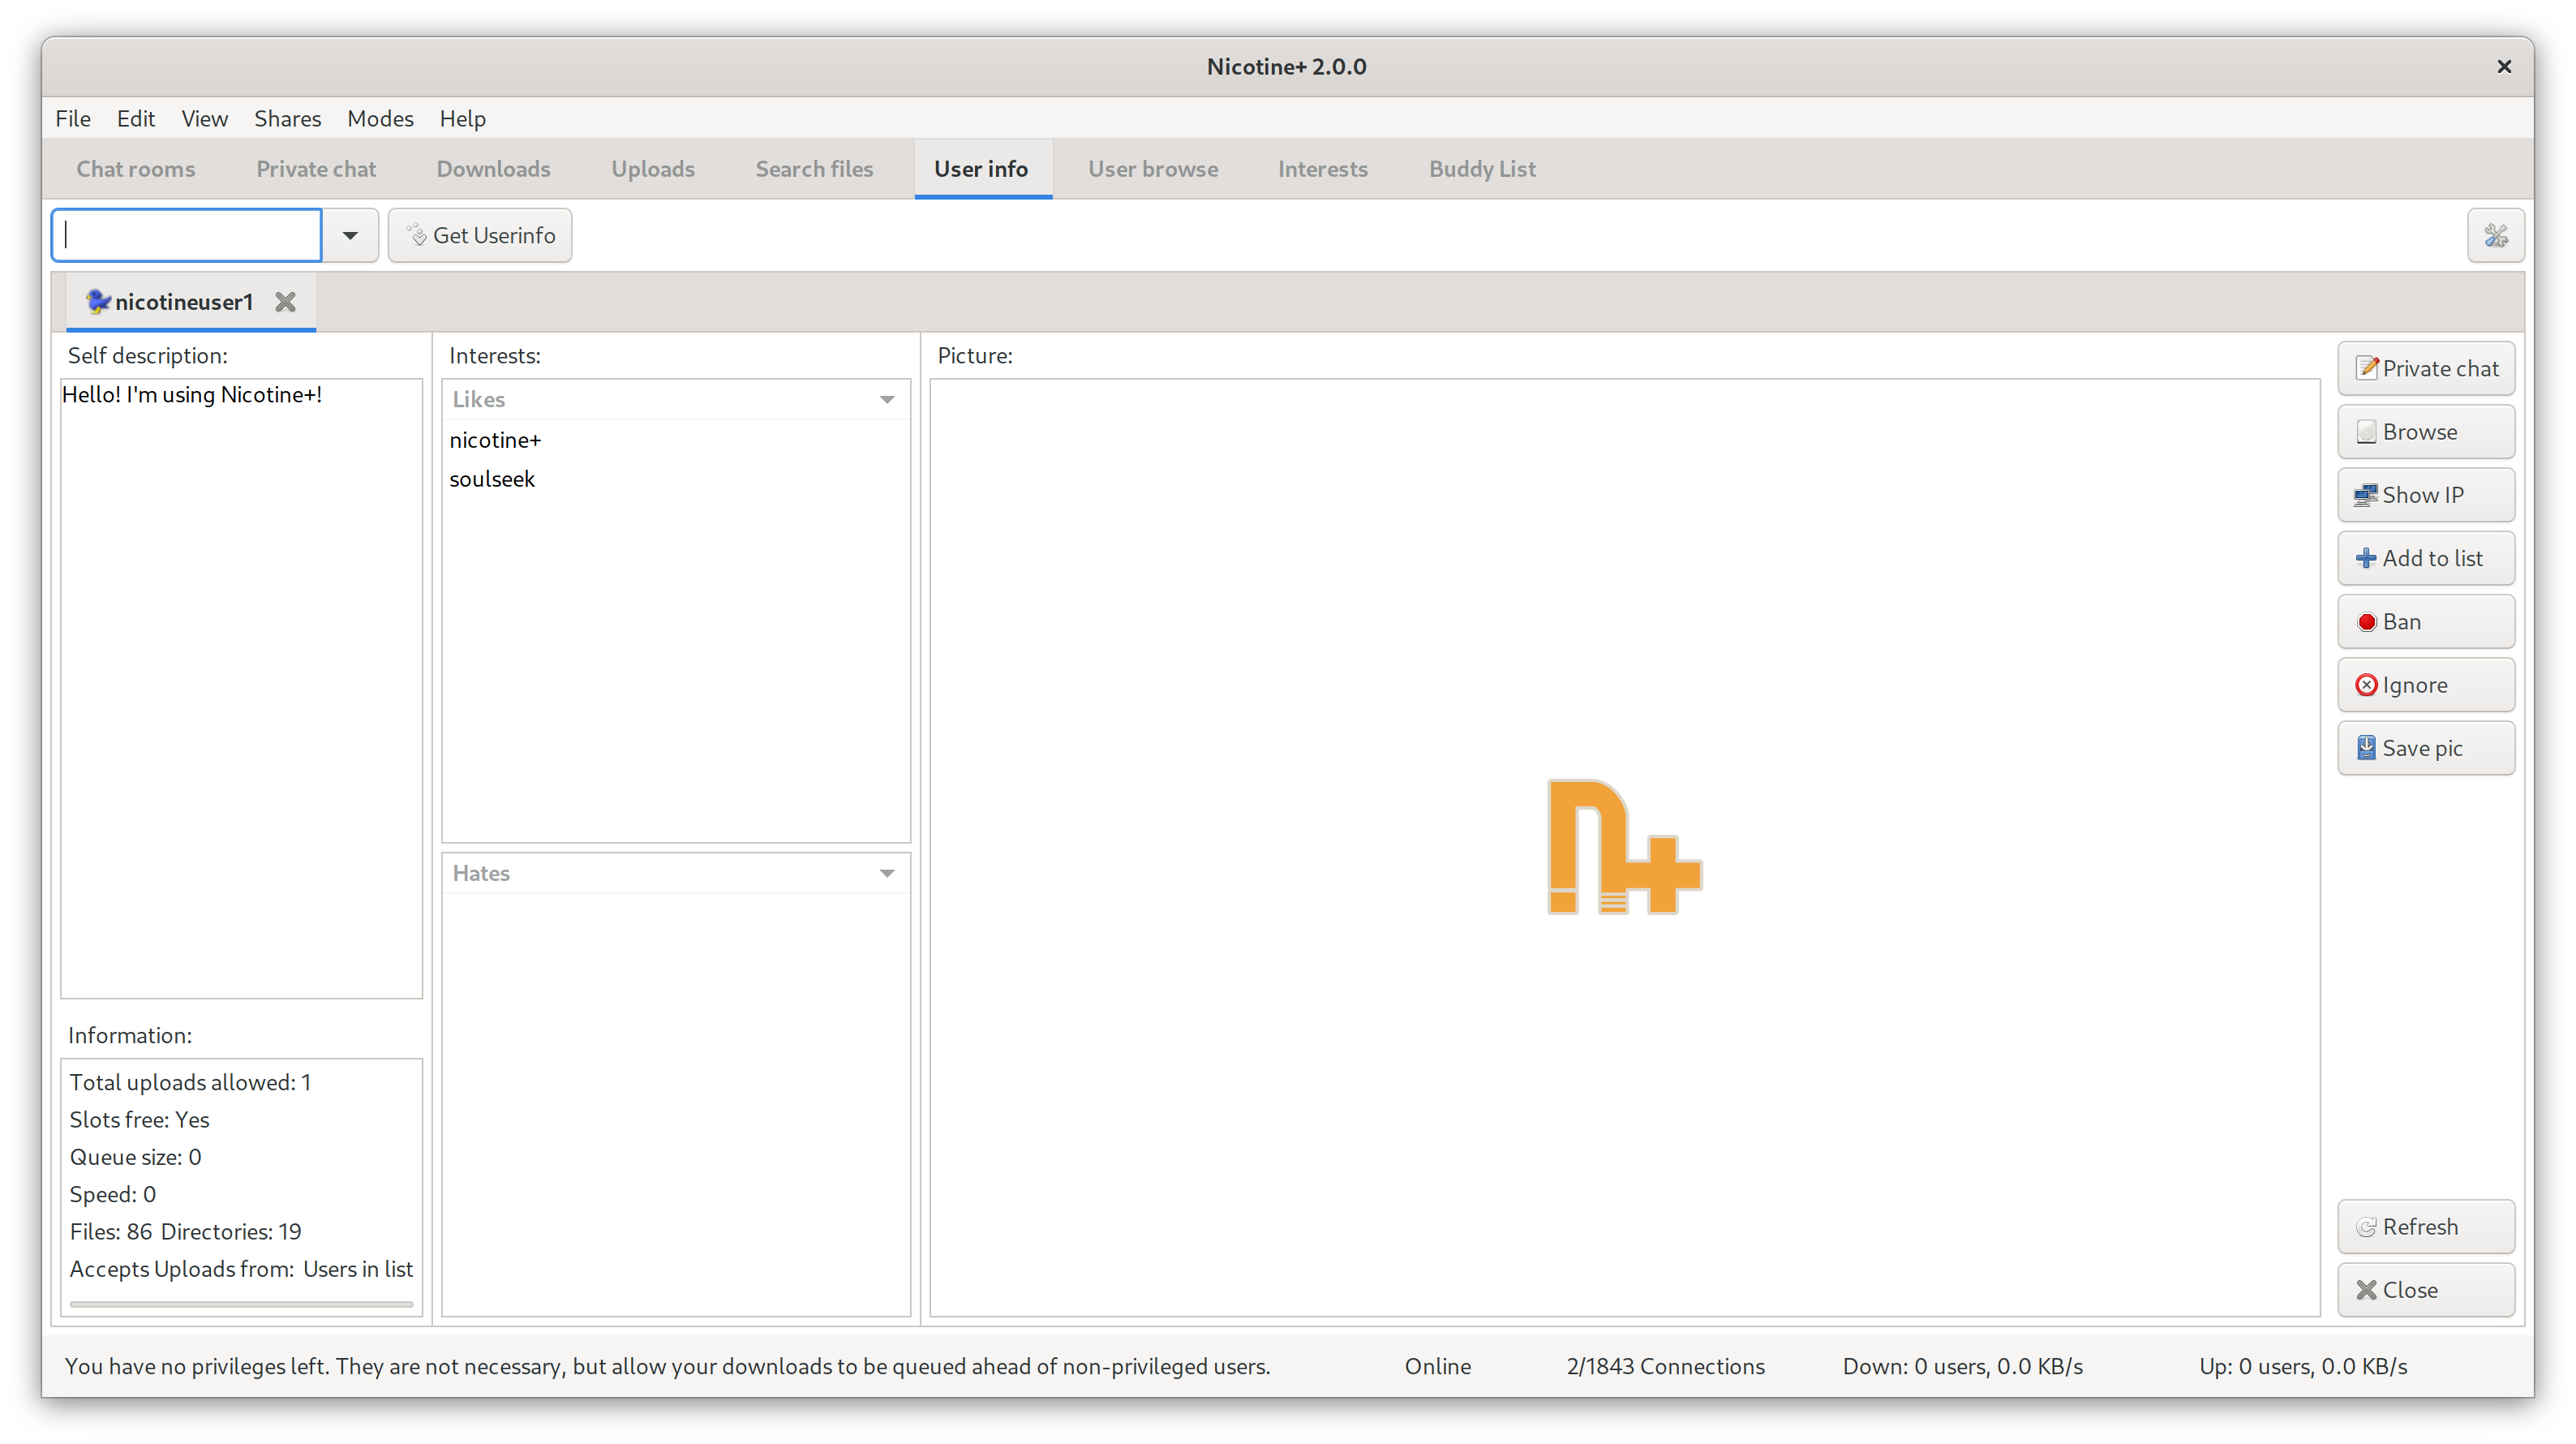 Nicotine+ 2.0.0
File Edit View Shares Modes Help
Chat rooms Private chat Downloads Uploads Search files User info User browse Interests Buddy List
Get Userinfo
nicotineuser1
Self description:
Hello! I'm using Nicotine+!
Information:
Total uploads allowed: 1
Slots free: Yes
Queue size: 0
Speed: 0
Files: 86 Directories: 19
Accepts Uploads from: Users in list
Interests:
Likes
nicotine+
soulseek
Hates
Picture:
n+
Private chat
Browse
Show IP
Add to list
Ban
Ignore
Save pic
Refresh
Close
You have no privileges left. They are not necessary, but allow your downloads to be queued ahead of non-privileged users. Online 2/1843 Connections Down: 0 users, 0.0 KB/s Up: 0 users, 0.0 KB/s